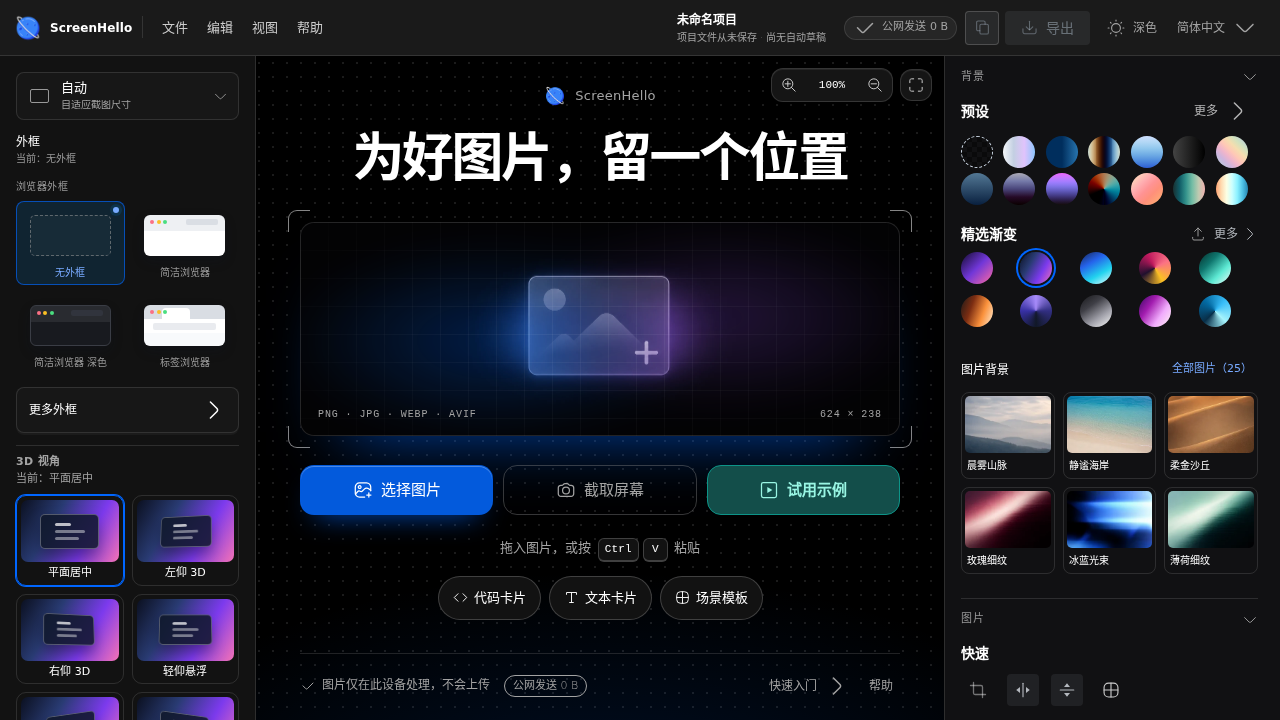 ScreenHello
文件 编辑 视图 帮助
未命名项目
项目文件从未保存 · 尚无自动草稿
公网发送 0 B
导出
深色
简体中文
自动
自适应截图尺寸
外框
当前：无外框
浏览器外框
无外框
简洁浏览器
简洁浏览器 深色
标签浏览器
更多外框
3D 视角
当前：平面居中
平面居中
左仰 3D
右仰 3D
轻仰悬浮
100%
ScreenHello
为好图片，留一个位置
PNG · JPG · WEBP · AVIF
624 × 238
选择图片
截取屏幕
试用示例
拖入图片，或按 Ctrl V 粘贴
代码卡片
文本卡片
场景模板
图片仅在此设备处理，不会上传
公网发送 0 B
快速入门
帮助
背景
预设
更多
精选渐变
更多
图片背景
全部图片（25）
晨雾山脉
静谧海岸
柔金沙丘
玫瑰细纹
冰蓝光束
薄荷细纹
图片
快速